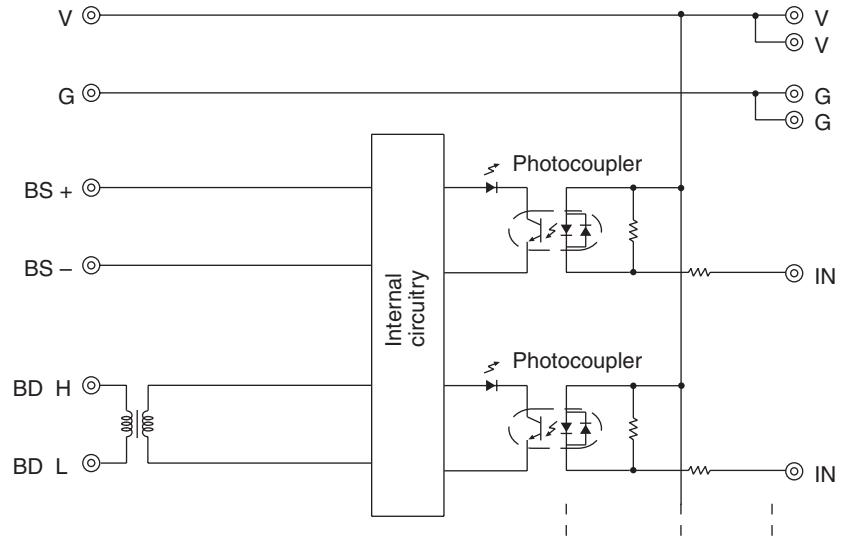 V
V
V
G
G
G
Photocoupler
BS +
BS –
IN
Internal
circuitry
Photocoupler
BD H
BD L
IN